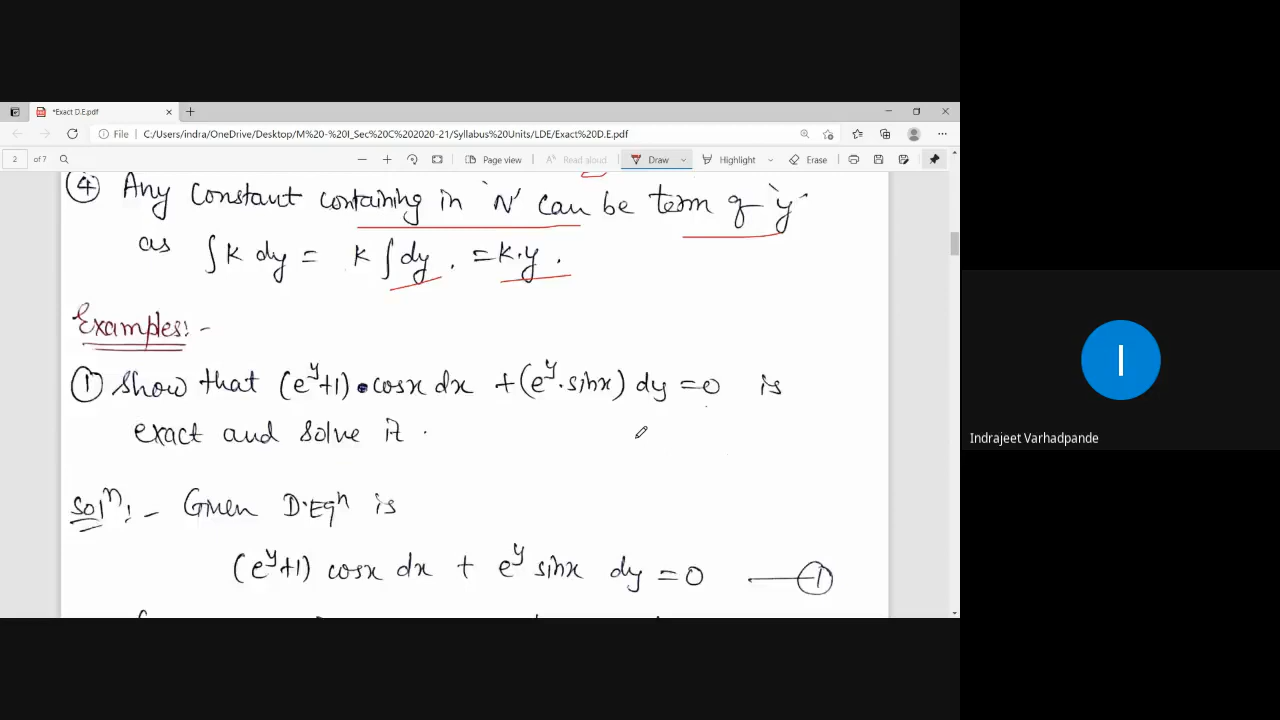 *Exact D.E.pdf
File C:/Users/indra/OneDrive/Desktop/M%20-%20I_Sec%20C%202020-21/Syllabus%20Units/LDE/Exact%20D.E.pdf
2 of 7 Page view Read aloud Draw Highlight Erase
④ Any Constant containing in 'N' can be term of 'y'
as ∫ K dy = K ∫ dy . = K.y .
Examples:-
① Show that (e^y+1) • cosx dx + (e^y . sinx) dy = 0 is
exact and solve it .
Sol^n :- Given D.Eq^n is
(e^y+1) cosx dx + e^y sinx dy = 0 —①
I
Indrajeet Varhadpande